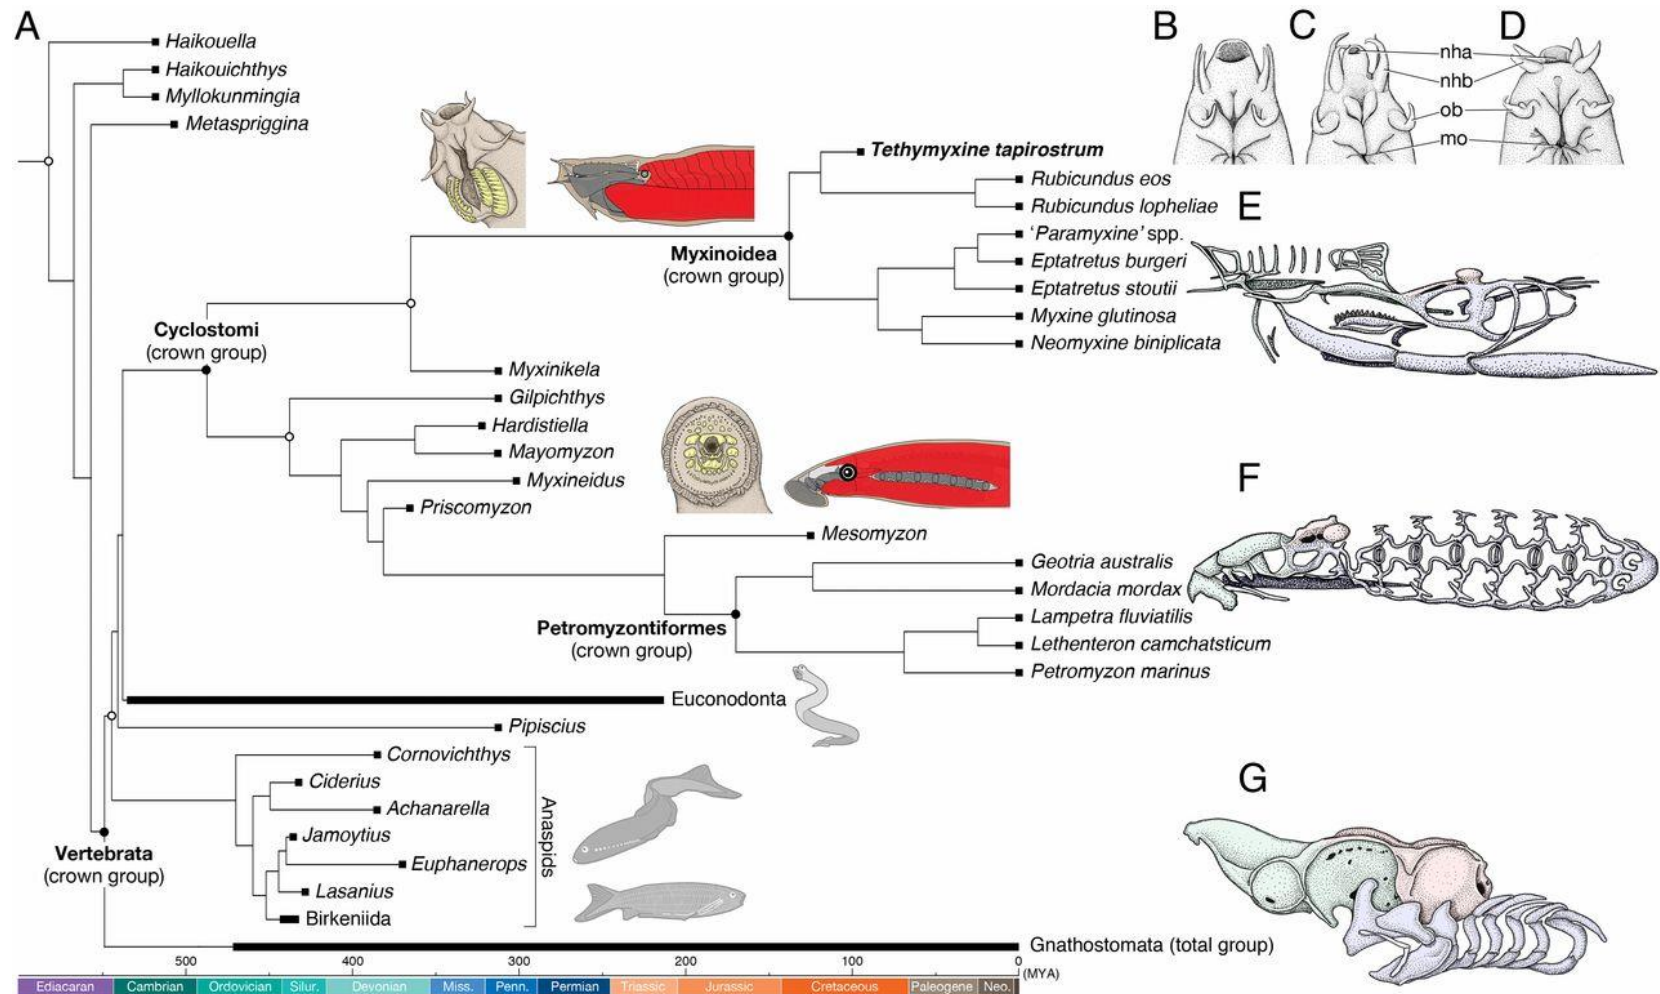 A
B
C
D
Haikouella
Haikouichthys
Myllokunmingia
Metaspriggina
nha
nhb
ob
mo
Tethymyxine tapirostrum
Rubicundus eos
Rubicundus lopheliae
E
'Paramyxine' spp.
Myxinoidea
(crown group)
Eptatretus burgeri
Eptatretus stoutii
Myxine glutinosa
Neomyxine biniplicata
Cyclostomi
(crown group)
Myxinikela
Gilpichthys
Hardistiella
Mayomyzon
Myxineidus
Priscomyzon
F
Mesomyzon
Geotria australis
Mordacia mordax
Lampetra fluviatilis
Petromyzontiformes
(crown group)
Lethenteron camchatsticum
Petromyzon marinus
Euconodonta
Pipiscius
Cornovichthys
Ciderius
Achanarella
Jamoytius
Euphanerops
Lasanius
Birkeniida
Anaspids
G
Vertebrata
(crown group)
Gnathostomata (total group)
500 400 300 200 100 0
(MYA)
Ediacaran Cambrian Ordovician Silur. Devonian Miss. Penn. Permian Triassic Jurassic Cretaceous Paleogene Neo.